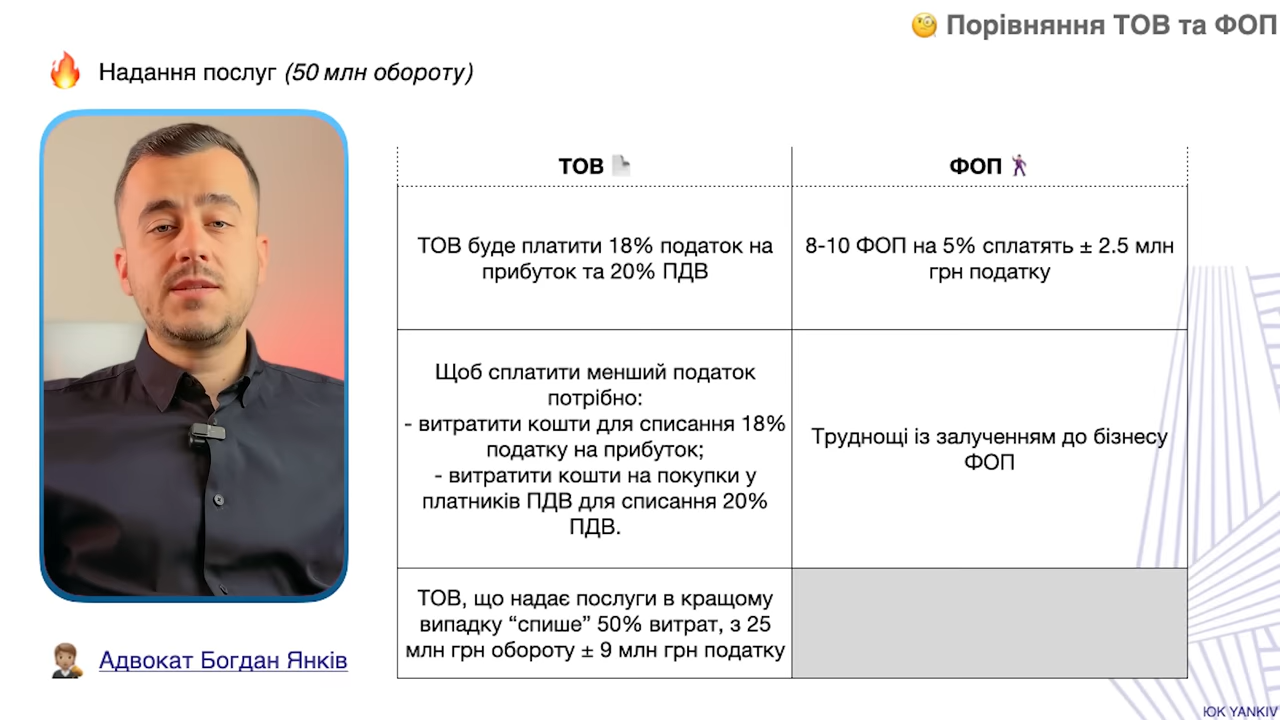 🧐 Порівняння ТОВ та ФОП
🔥 Надання послуг (50 млн обороту)
ТОВ
ФОП
ТОВ буде платити 18% податок на
прибуток та 20% ПДВ
8-10 ФОП на 5% сплятять ± 2.5 млн
грн податку
Щоб сплатити менший податок
потрібно:
- витратити кошти для списання 18%
податку на прибуток;
- витратити кошти на покупки у
платників ПДВ для списання 20%
ПДВ.
Труднощі із залученням до бізнесу
ФОП
ТОВ, що надає послуги в кращому
випадку “спише” 50% витрат, з 25
млн грн обороту ± 9 млн грн податку
Адвокат Богдан Янків
ЮК YANKIV